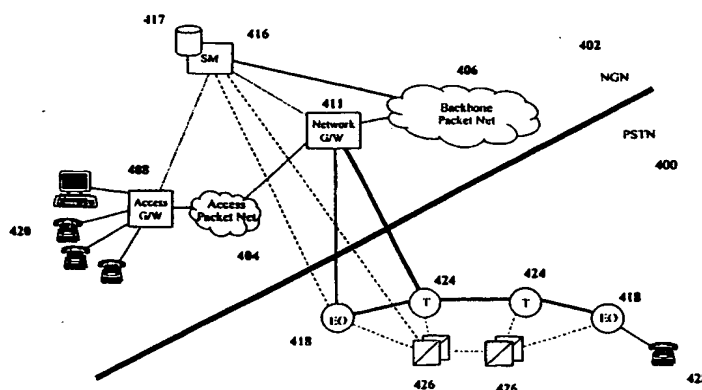 417
416
SM
402
NGN
406
Backbone
Packet Net
411
Network
G/W
PSTN
400
408
Access
G/W
Access
Packet Net
404
420
424
424
T
T
EO
418
EO
418
426
426